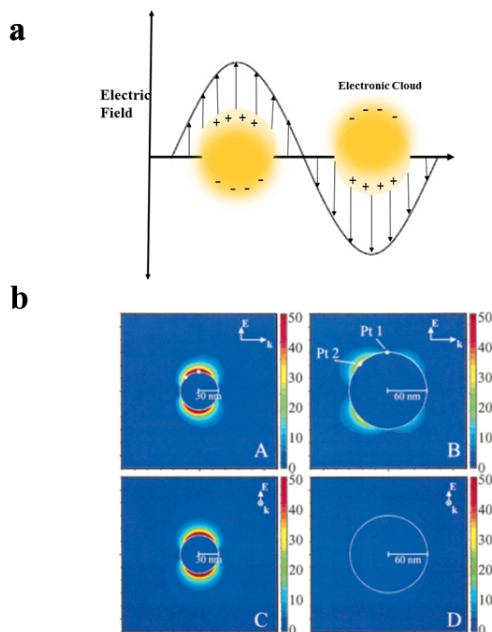 a
Electric
Field
Electronic Cloud
+ + + +
- - - -
- - - -
+ + + +
b
E
k
30 nm
A
50
40
30
20
10
0
E
k
Pt 1
Pt 2
60 nm
B
50
40
30
20
10
0
E
k
30 nm
C
50
40
30
20
10
0
E
k
60 nm
D
50
40
30
20
10
0